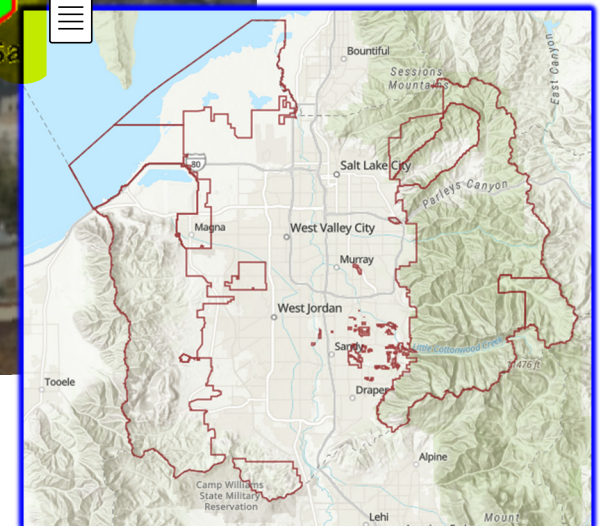 Bountiful
Sessions
Mountains
East Canyon
80
Salt Lake City
Parleys Canyon
Magna
West Valley City
Murray
West Jordan
Sandy
Little Cottonwood Creek
Tooele
Draper
Alpine
Camp Williams
State Military
Reservation
Lehi
Mount